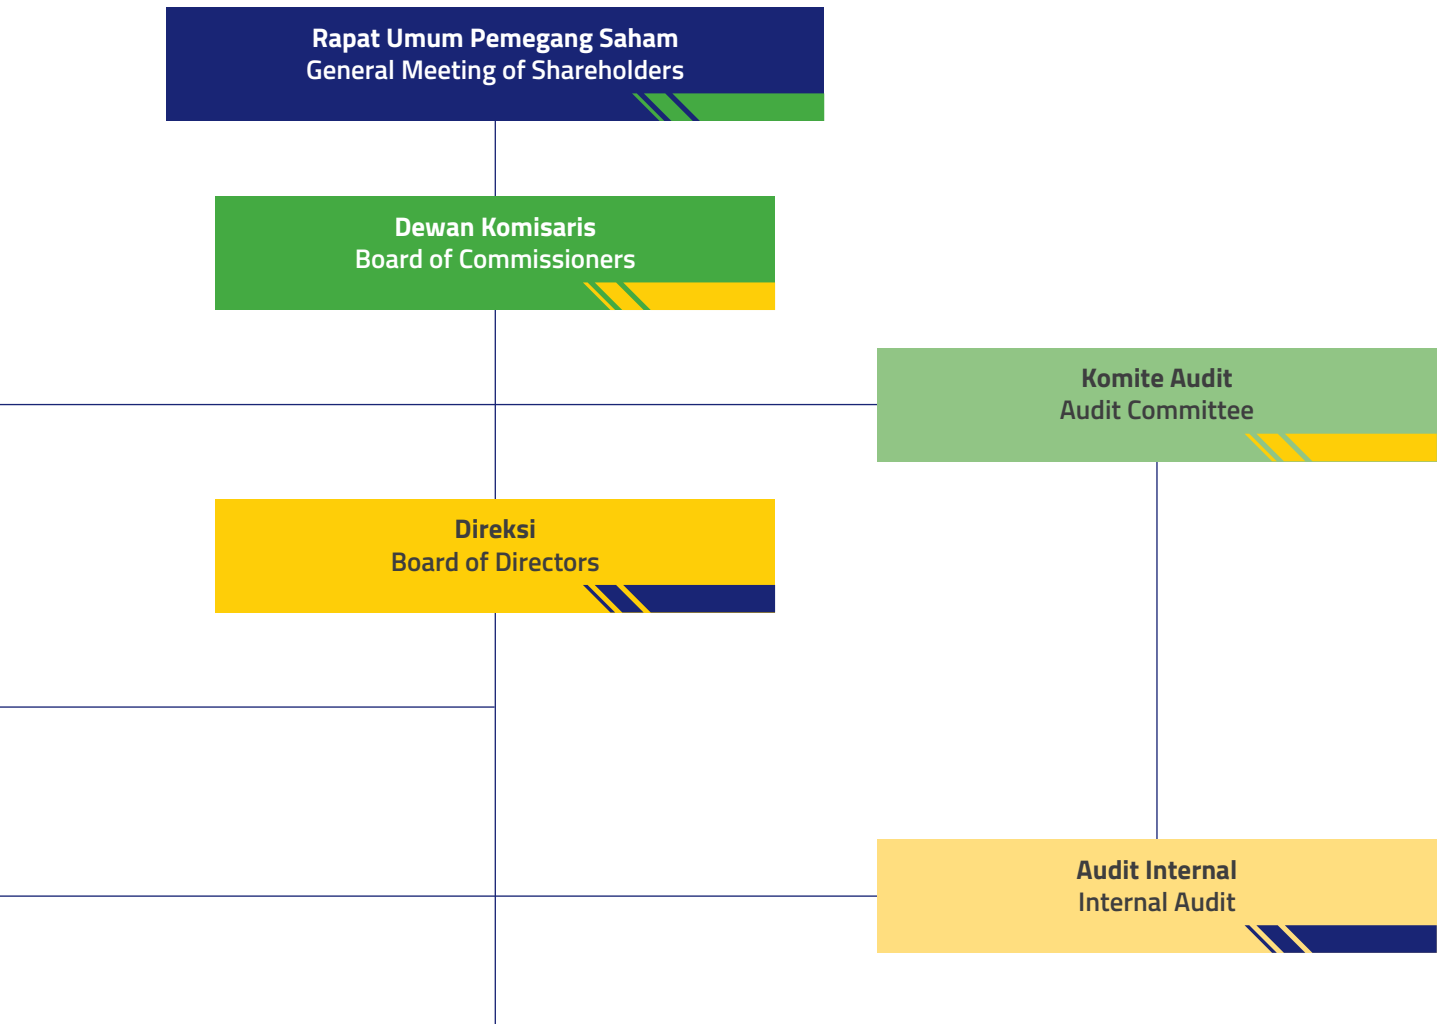 Rapat Umum Pemegang Saham
General Meeting of Shareholders
Dewan Komisaris
Board of Commissioners
Komite Audit
Audit Committee
Direksi
Board of Directors
Audit Internal
Internal Audit